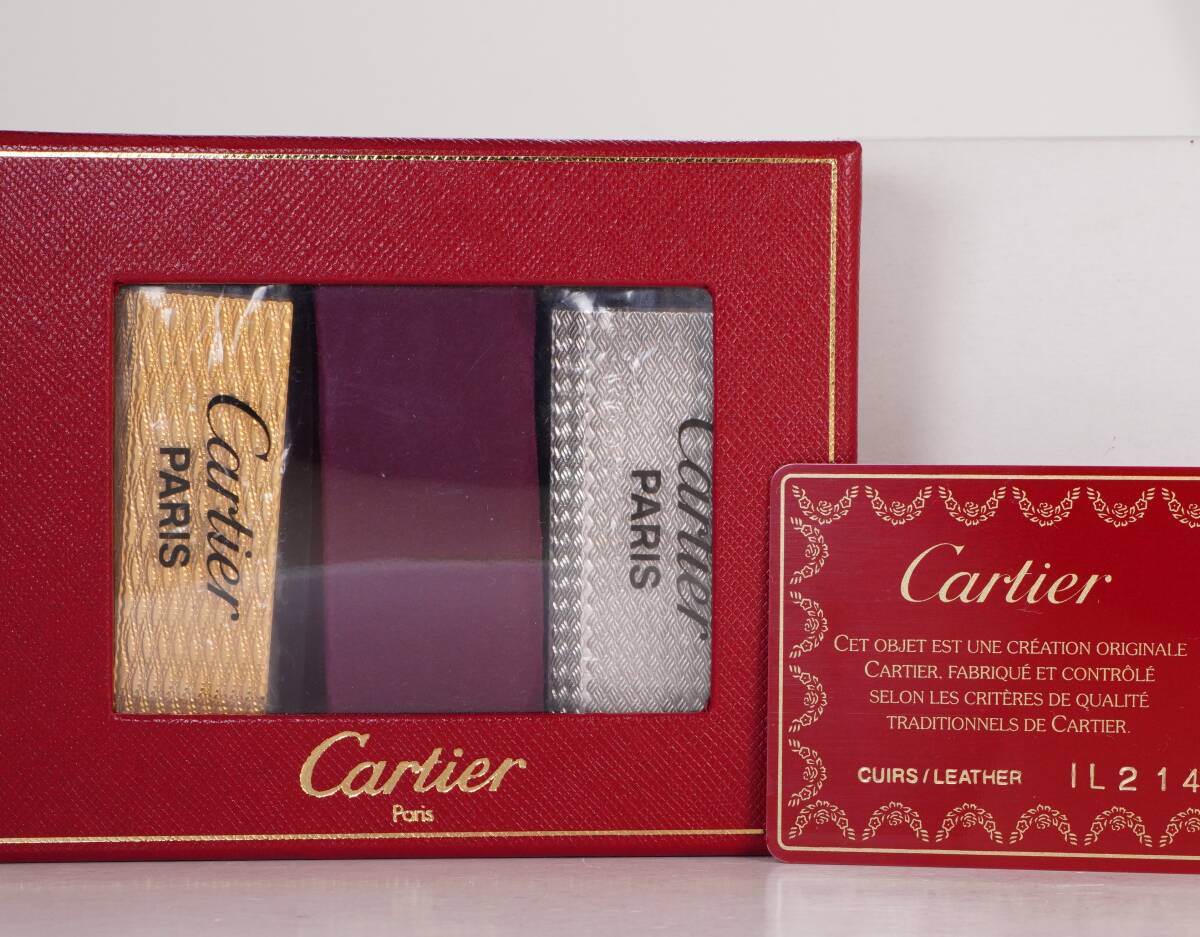 Cartier
PARIS
Cartier
PARIS
Cartier
Paris
Cartier
CET OBJET EST UNE CRÉATION ORIGINALE
CARTIER, FABRIQUÉ ET CONTRÔLÉ
SELON LES CRITÈRES DE QUALITÉ
TRADITIONNELS DE CARTIER.
CUIRS/LEATHER IL214